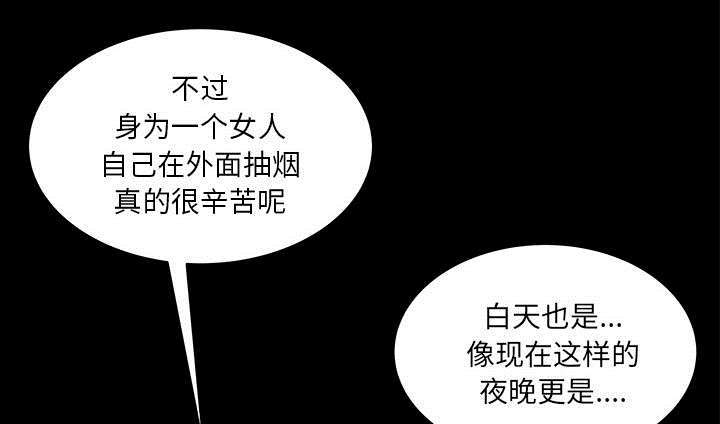 不过
身为一个女人
自己在外面抽烟
真的很辛苦呢
白天也是...
像现在这样的
夜晚更是....